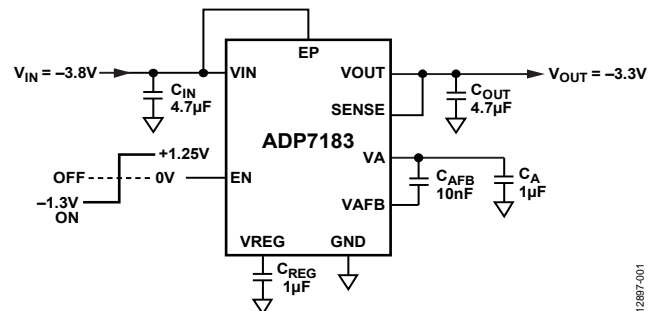 EP
VIN = –3.8V
VIN
VOUT
VOUT = –3.3V
CIN
4.7µF
COUT
4.7µF
SENSE
ADP7183
+1.25V
OFF
0V
EN
–1.3V
ON
VA
CAFB
10nF
CA
1µF
VAFB
VREG
GND
CREG
1µF
12897-001